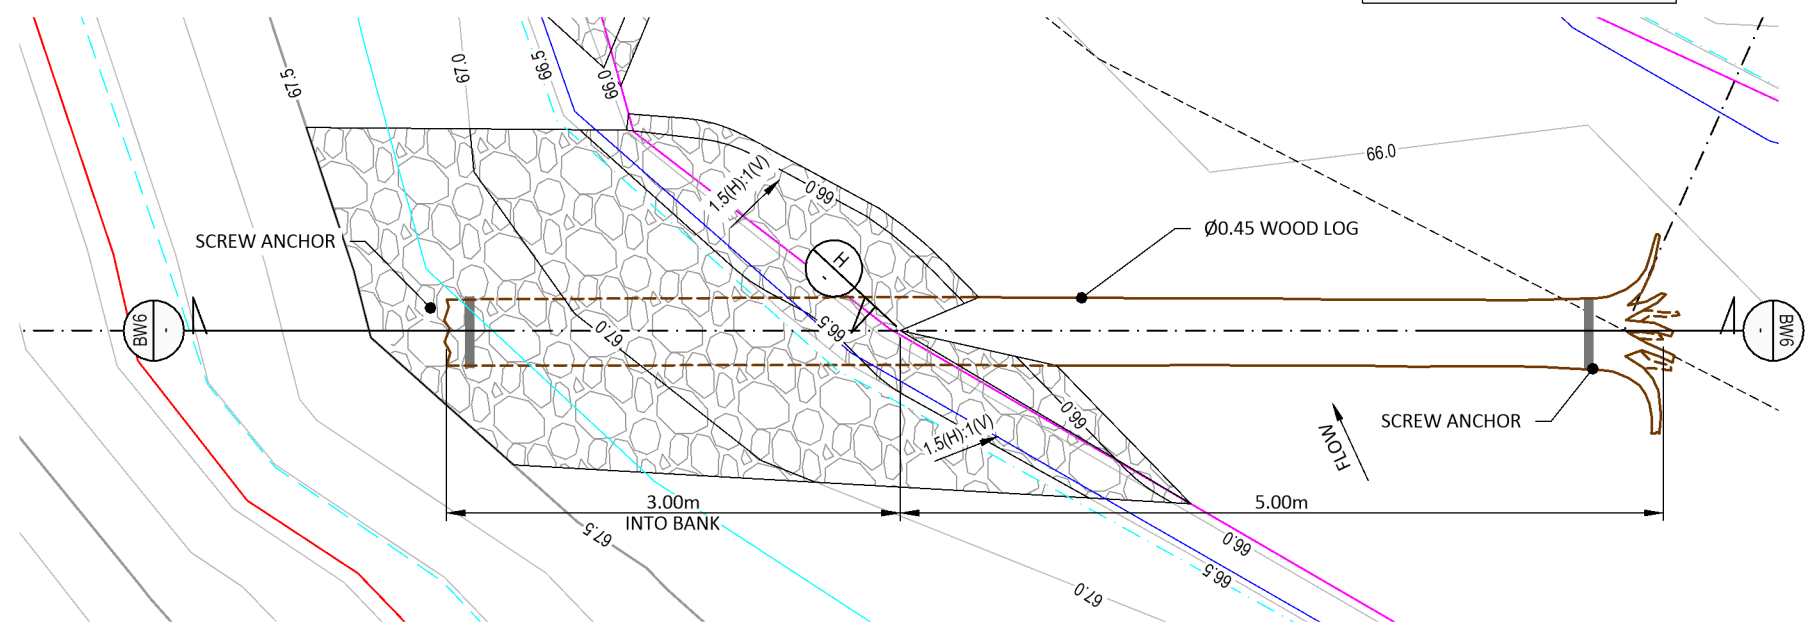 67.5
67.0
66.5
66.0
66.0
1.5(H):1(V)
66.0
SCREW ANCHOR
Ø0.45 WOOD LOG
H
-
BW6
-
67.0
66.5
-
BW6
66.0
1.5(H):1(V)
SCREW ANCHOR
FLOW
3.00m
INTO BANK
5.00m
67.5
66.0
66.5
67.0